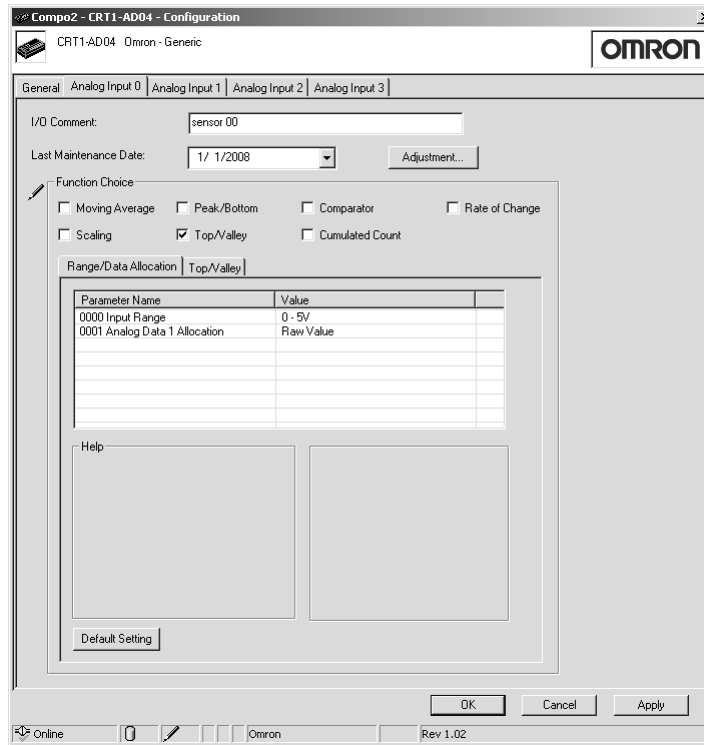 Compo2 - CRT1-AD04 - Configuration
CRT1-AD04 Omron - Generic
OMRON
General Analog Input 0 Analog Input 1 Analog Input 2 Analog Input 3
I/O Comment: sensor 00
Last Maintenance Date: 1/ 1/2008 Adjustment...
Function Choice
Moving Average Peak/Bottom Comparator Rate of Change
Scaling Top/Valley Cumulated Count
Range/Data Allocation Top/Valley
Parameter Name Value
0000 Input Range 0 - 5V
0001 Analog Data 1 Allocation Raw Value
Help
Default Setting
OK Cancel Apply
Online Omron Rev 1.02